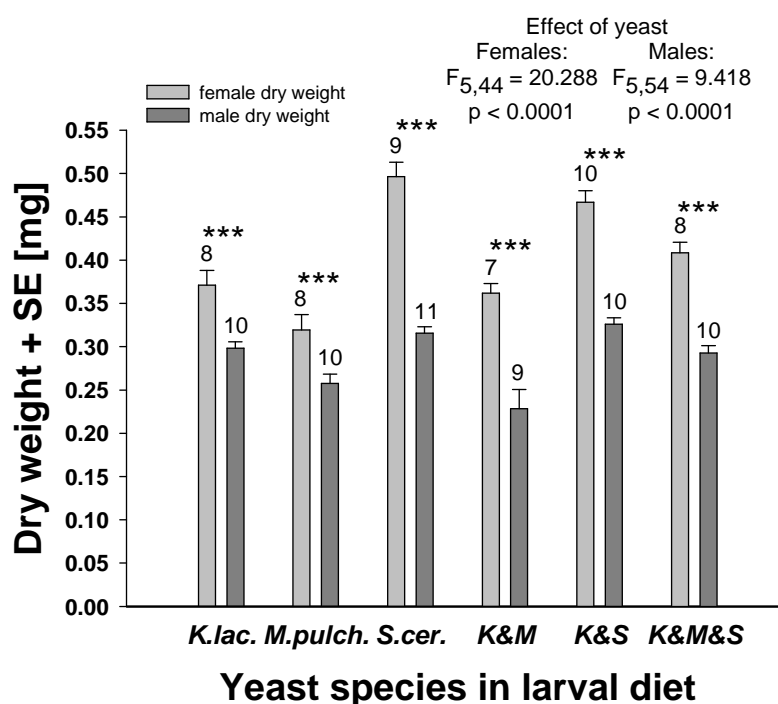 Effect of yeast
Females: Males:
F5,44 = 20.288 F5,54 = 9.418
p < 0.0001 p < 0.0001
female dry weight
male dry weight
Dry weight + SE [mg]
0.55
0.50
0.45
0.40
0.35
0.30
0.25
0.20
0.15
0.10
0.05
0.00
8 *** 10
8 *** 10
9 *** 11
7 *** 9
10 *** 10
8 *** 10
K.lac. M.pulch. S.cer. K&M K&S K&M&S
Yeast species in larval diet